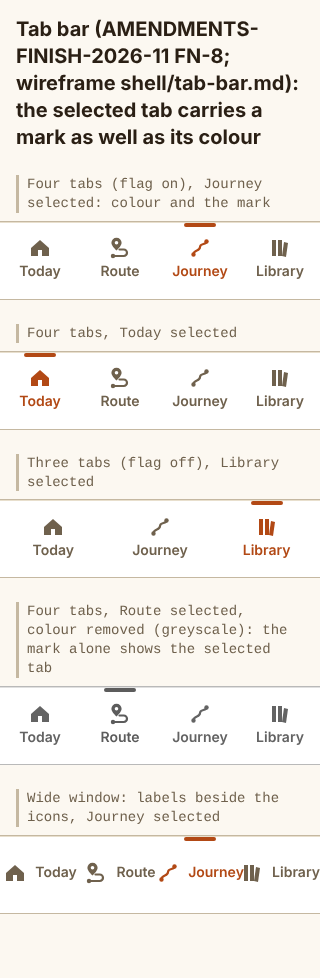 Tab bar (AMENDMENTS-
FINISH-2026-11 FN-8;
wireframe shell/tab-bar.md):
the selected tab carries a
mark as well as its colour
Four tabs (flag on), Journey
selected: colour and the mark
Today Route Journey Library
Four tabs, Today selected
Today Route Journey Library
Three tabs (flag off), Library
selected
Today Journey Library
Four tabs, Route selected,
colour removed (greyscale): the
mark alone shows the selected
tab
Today Route Journey Library
Wide window: labels beside the
icons, Journey selected
Today Route Journey Library